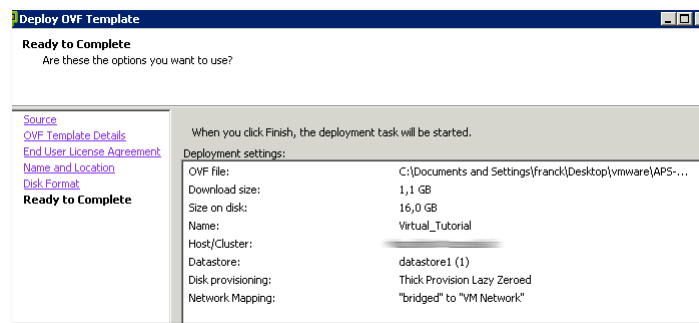 Deploy OVF Template
Ready to Complete
Are these the options you want to use?
Source
OVF Template Details
End User License Agreement
Name and Location
Disk Format
Ready to Complete
When you click Finish, the deployment task will be started.
Deployment settings:
OVF file: C:\Documents and Settings\franck\Desktop\vmware\APS-...
Download size: 1,1 GB
Size on disk: 16,0 GB
Name: Virtual_Tutorial
Host/Cluster:
Datastore: datastore1 (1)
Disk provisioning: Thick Provision Lazy Zeroed
Network Mapping: "bridged" to "VM Network"